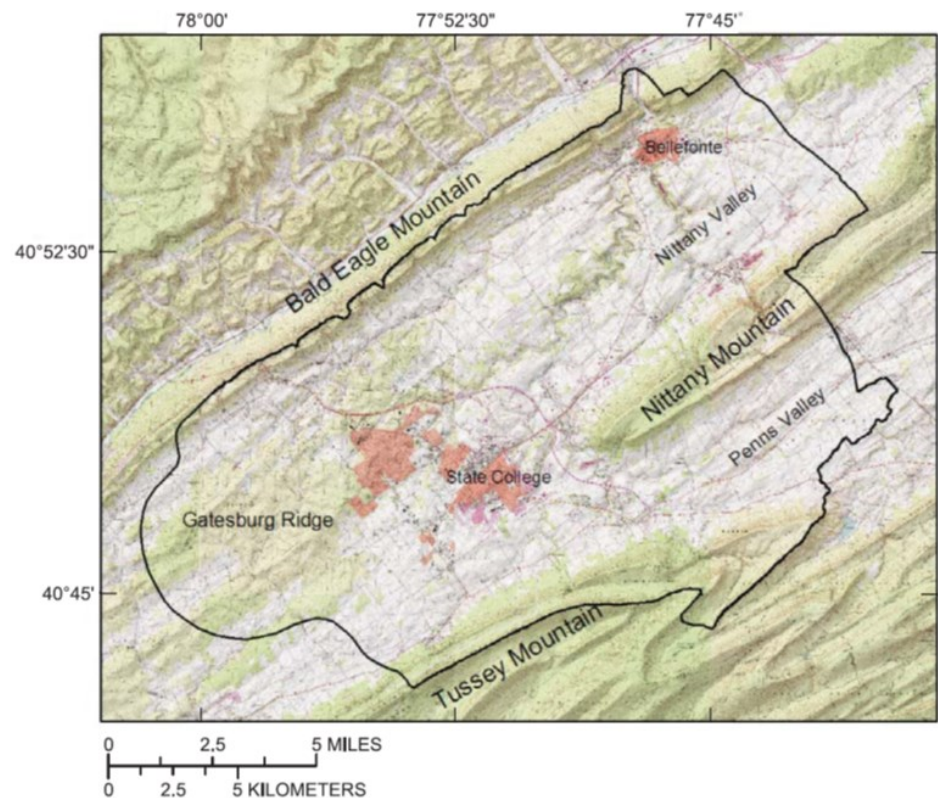 78°00' 77°52'30" 77°45'
Bellefonte
Bald Eagle Mountain
Nittany Valley
40°52'30"
Nittany Mountain
Penns Valley
State College
Gatesburg Ridge
40°45'
Tussey Mountain
0 2.5 5 MILES
0 2.5 5 KILOMETERS